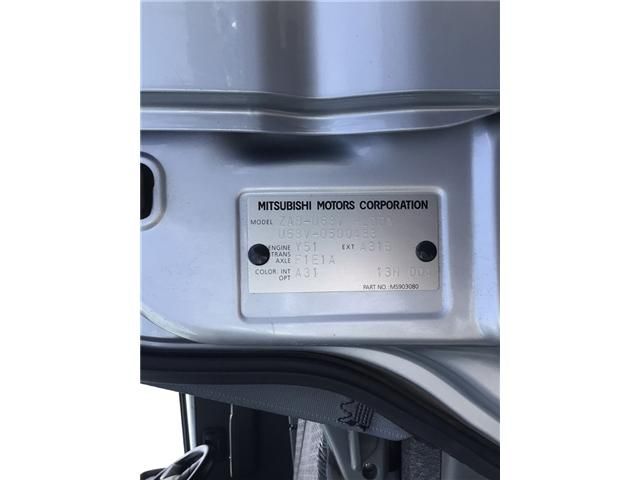 MITSUBISHI MOTORS CORPORATION
MODEL ZAB-U68V
ENGINE Y51 EXT A31B
TRANS AXLE F1E1A
COLOR INT OPT A31 13H
PART NO.: MS903080